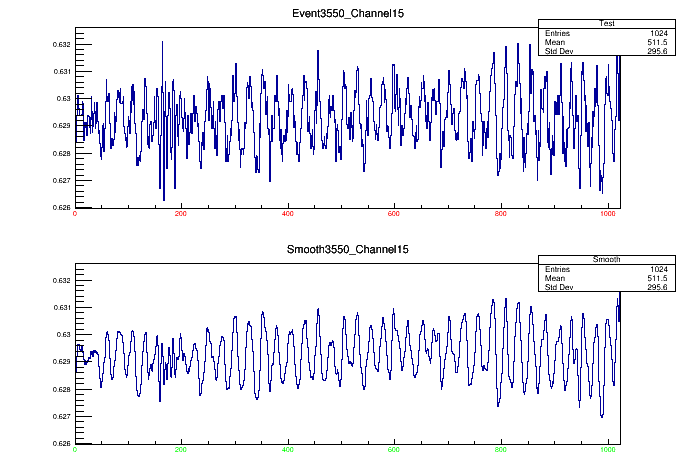 Event3550_Channel15
Test
Entries 1024
Mean 511.5
Std Dev 295.6
0.632
0.631
0.63
0.629
0.628
0.627
0.626
0 200 400 600 800 1000
Smooth3550_Channel15
Smooth
Entries 1024
Mean 511.5
Std Dev 295.6
0.632
0.631
0.63
0.629
0.628
0.627
0.626
0 200 400 600 800 1000